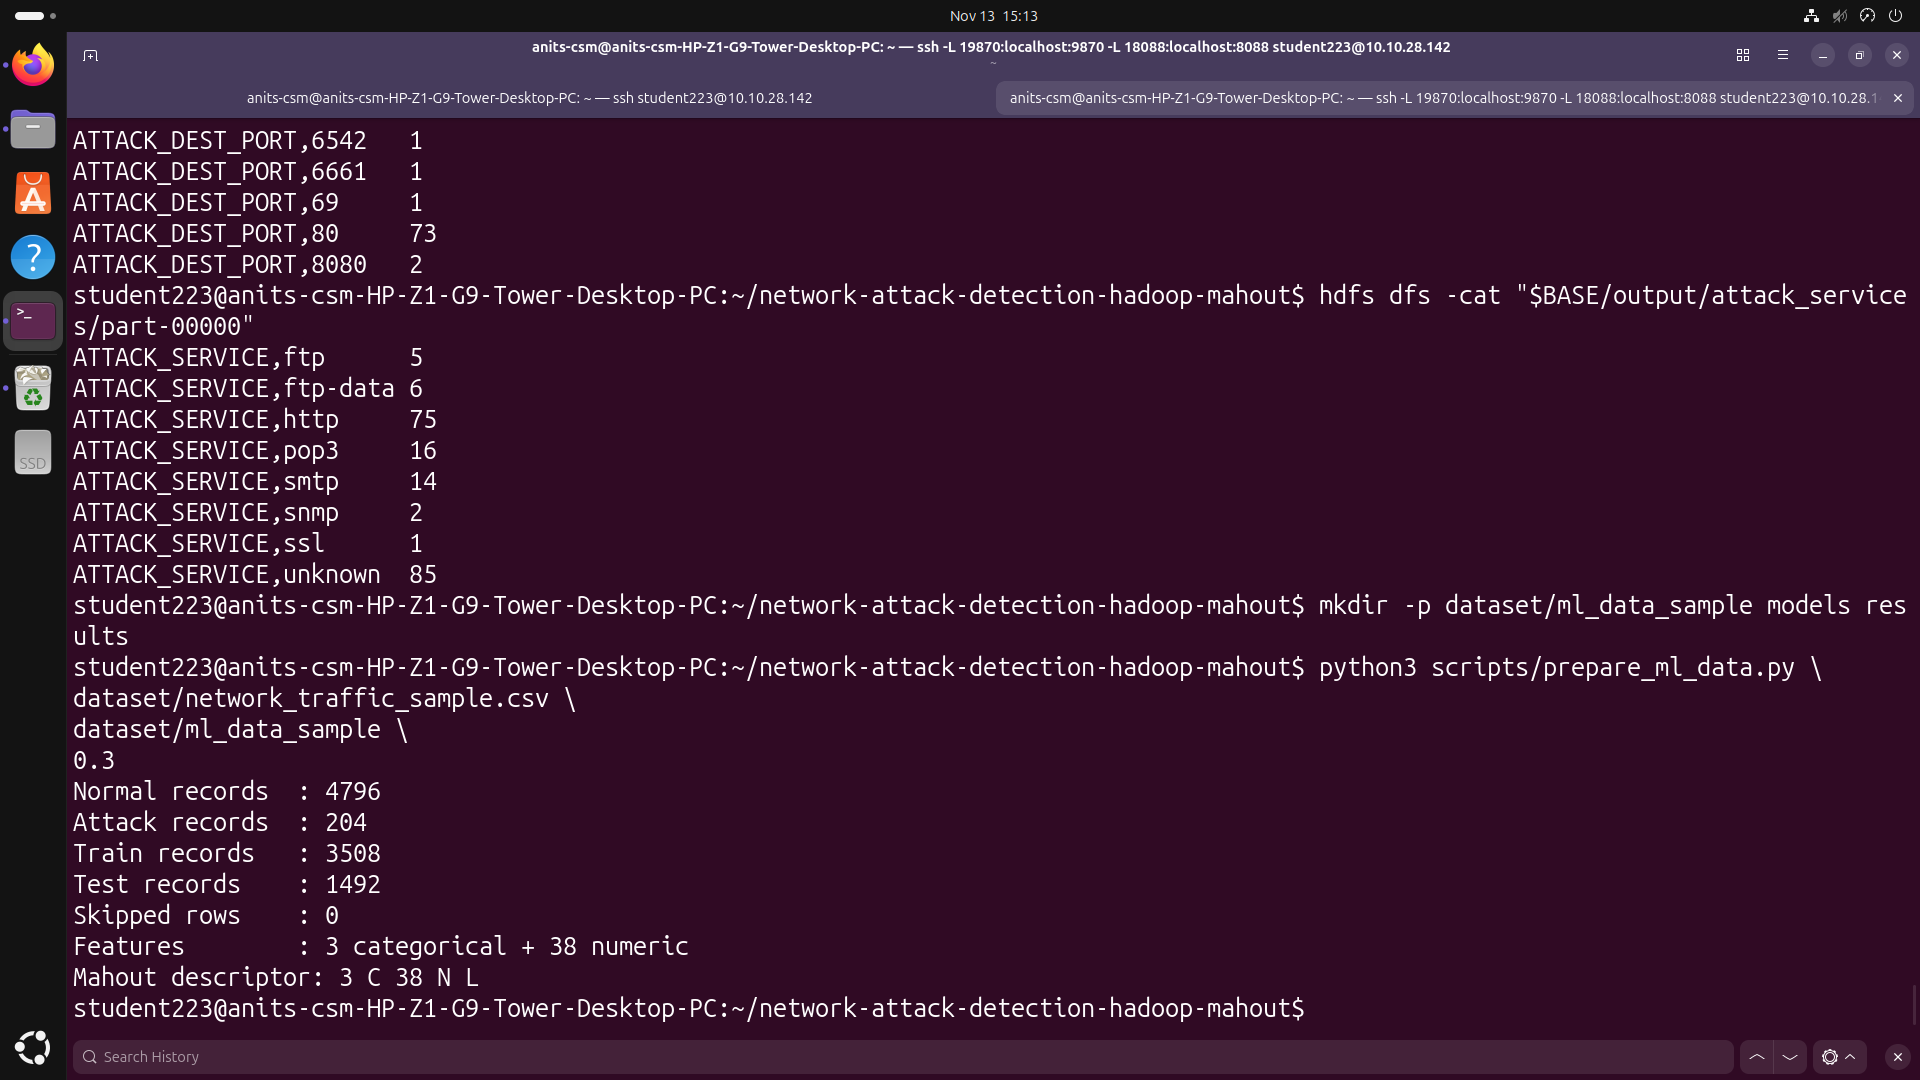 Nov 13 15:13
anits-csm@anits-csm-HP-Z1-G9-Tower-Desktop-PC: ~ — ssh -L 19870:localhost:9870 -L 18088:localhost:8088 student223@10.10.28.142
~
anits-csm@anits-csm-HP-Z1-G9-Tower-Desktop-PC: ~ — ssh student223@10.10.28.142
anits-csm@anits-csm-HP-Z1-G9-Tower-Desktop-PC: ~ — ssh -L 19870:localhost:9870 -L 18088:localhost:8088 student223@10.10.28.1
ATTACK_DEST_PORT,6542 1
ATTACK_DEST_PORT,6661 1
ATTACK_DEST_PORT,69 1
ATTACK_DEST_PORT,80 73
ATTACK_DEST_PORT,8080 2
student223@anits-csm-HP-Z1-G9-Tower-Desktop-PC:~/network-attack-detection-hadoop-mahout$ hdfs dfs -cat "$BASE/output/attack_service
s/part-00000"
ATTACK_SERVICE,ftp 5
ATTACK_SERVICE,ftp-data 6
ATTACK_SERVICE,http 75
ATTACK_SERVICE,pop3 16
ATTACK_SERVICE,smtp 14
ATTACK_SERVICE,snmp 2
ATTACK_SERVICE,ssl 1
ATTACK_SERVICE,unknown 85
student223@anits-csm-HP-Z1-G9-Tower-Desktop-PC:~/network-attack-detection-hadoop-mahout$ mkdir -p dataset/ml_data_sample models res
ults
student223@anits-csm-HP-Z1-G9-Tower-Desktop-PC:~/network-attack-detection-hadoop-mahout$ python3 scripts/prepare_ml_data.py \
dataset/network_traffic_sample.csv \
dataset/ml_data_sample \
0.3
Normal records : 4796
Attack records : 204
Train records : 3508
Test records : 1492
Skipped rows : 0
Features : 3 categorical + 38 numeric
Mahout descriptor: 3 C 38 N L
student223@anits-csm-HP-Z1-G9-Tower-Desktop-PC:~/network-attack-detection-hadoop-mahout$
SSD
Search History